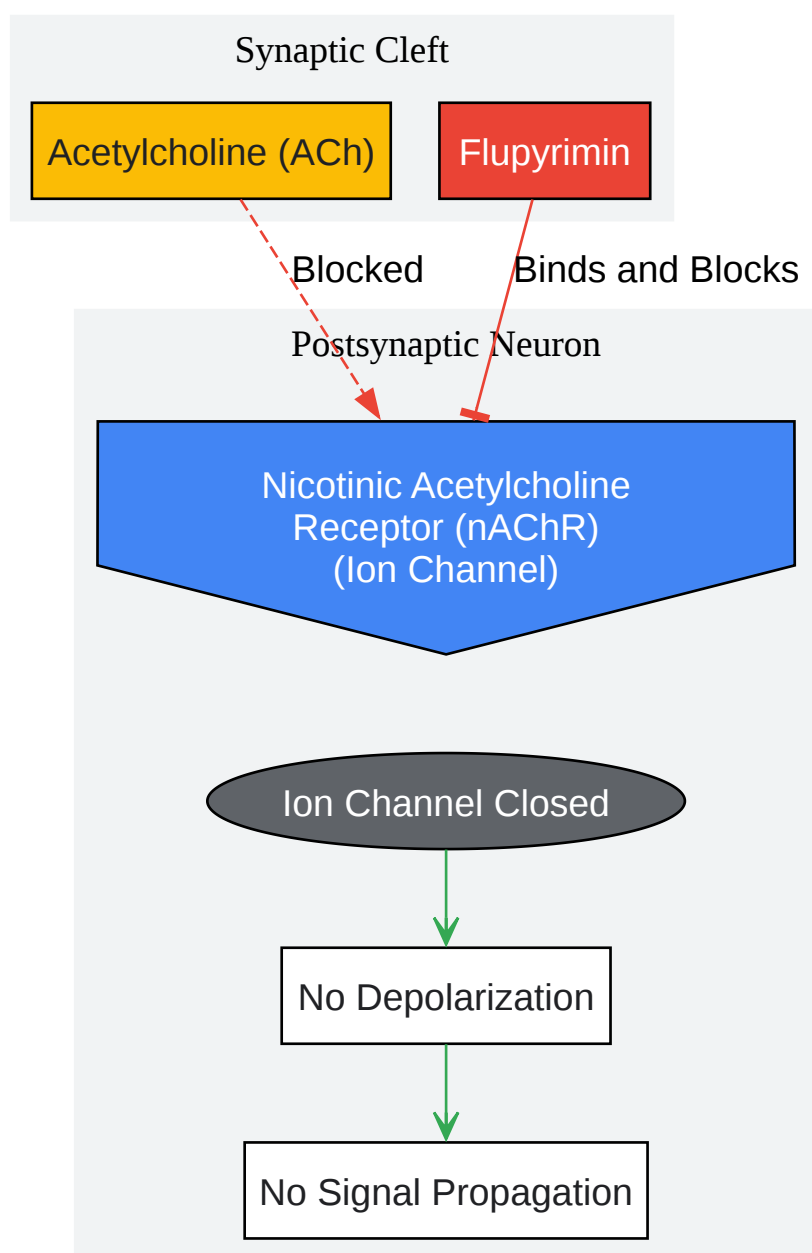 Synaptic Cleft
Acetylcholine (ACh)
Flupyrimin
Blocked
Binds and Blocks
Postsynaptic Neuron
Nicotinic Acetylcholine
Receptor (nAChR)
(Ion Channel)
Ion Channel Closed
No Depolarization
No Signal Propagation